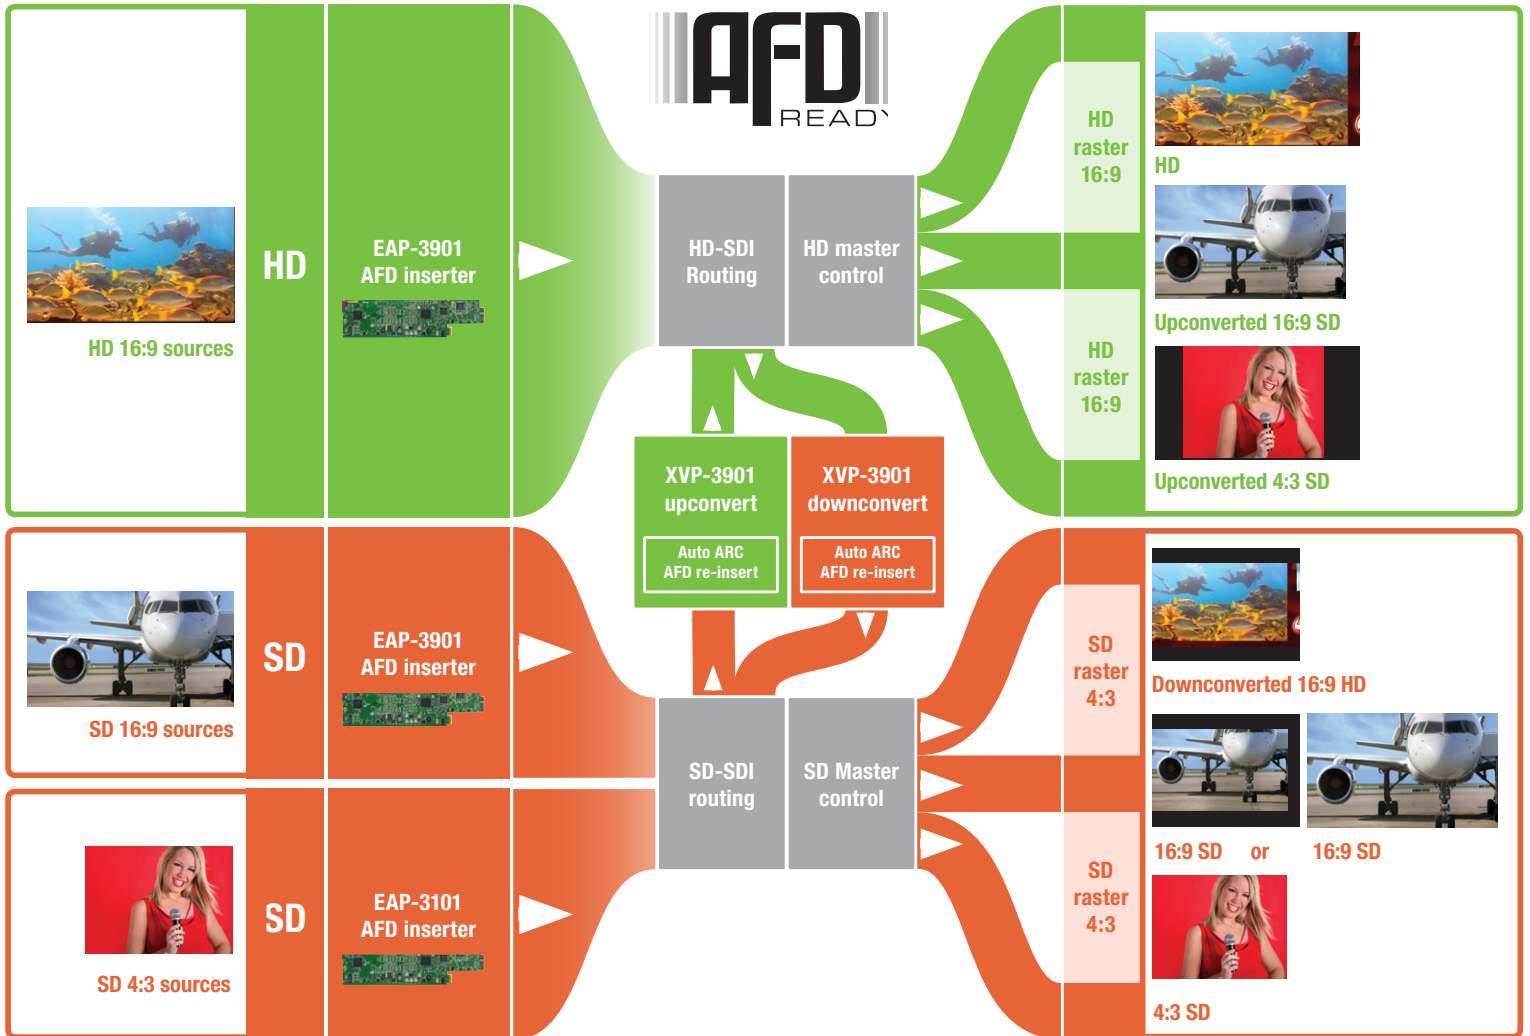 AFD
READY
HD 16:9 sources
HD
EAP-3901
AFD inserter
HD-SDI
Routing
HD master
control
HD
raster
16:9
HD
raster
16:9
HD
Upconverted 16:9 SD
Upconverted 4:3 SD
XVP-3901
upconvert
Auto ARC
AFD re-insert
XVP-3901
downconvert
Auto ARC
AFD re-insert
SD 16:9 sources
SD
EAP-3901
AFD inserter
SD 4:3 sources
SD
EAP-3101
AFD inserter
SD-SDI
routing
SD Master
control
SD
raster
4:3
SD
raster
4:3
Downconverted 16:9 HD
16:9 SD or 16:9 SD
4:3 SD